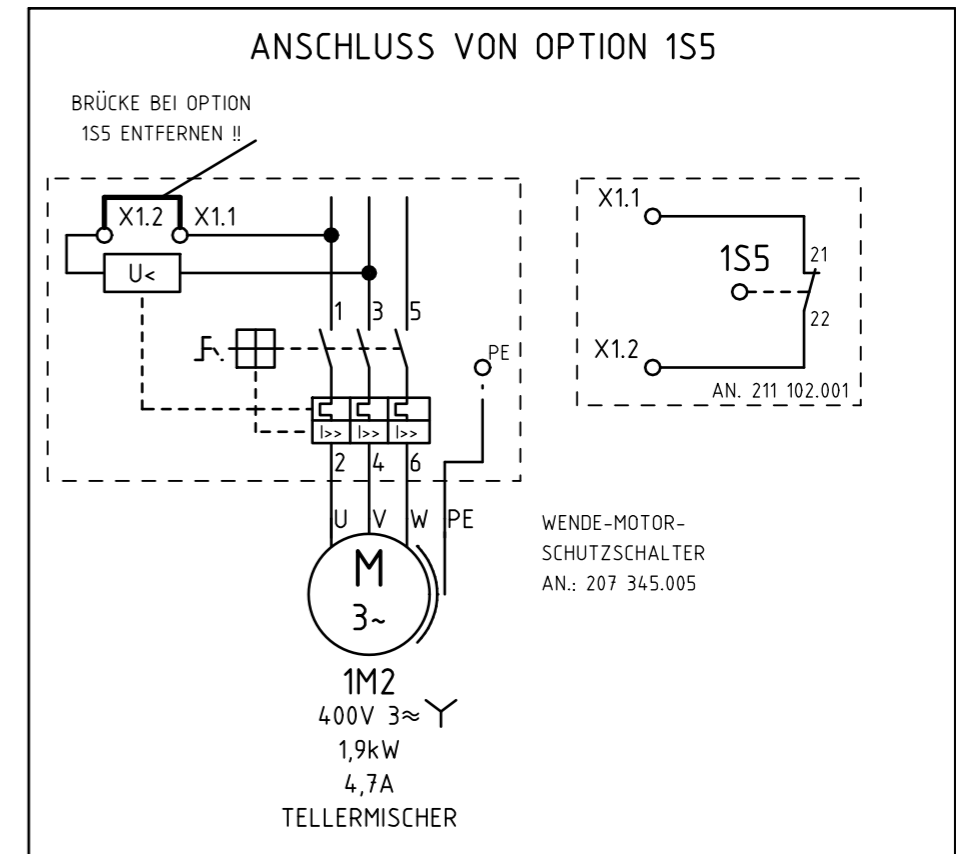 ANSCHLUSS VON OPTION 1S5
BRÜCKE BEI OPTION
1S5 ENTFERNEN !!
X1.2 X1.1
U<
1 3 5
PE
I>> I>> I>>
2 4 6
U V W PE
M
3~
1M2
400V 3≈
1,9kW
4,7A
TELLERMISCHER
X1.1
1S5
21
22
X1.2
AN. 211 102.001
WENDE-MOTOR-
SCHUTZSCHALTER
AN.: 207 345.005